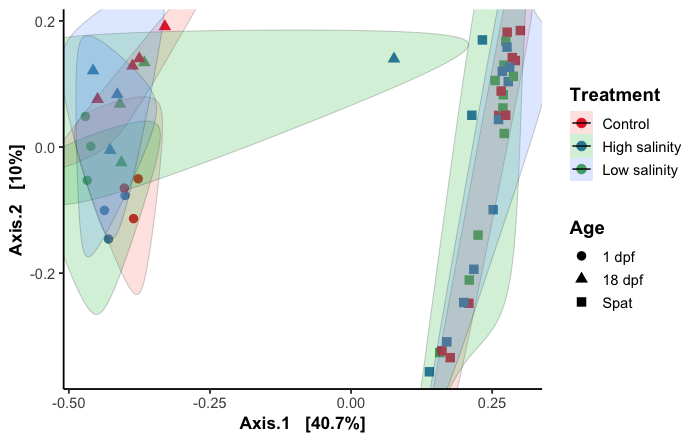 0.2
0.0
-0.2
Axis.2 [10%]
-0.50
-0.25
0.00
0.25
Axis.1 [40.7%]
Treatment
Control
High salinity
Low salinity
Age
1 dpf
18 dpf
Spat